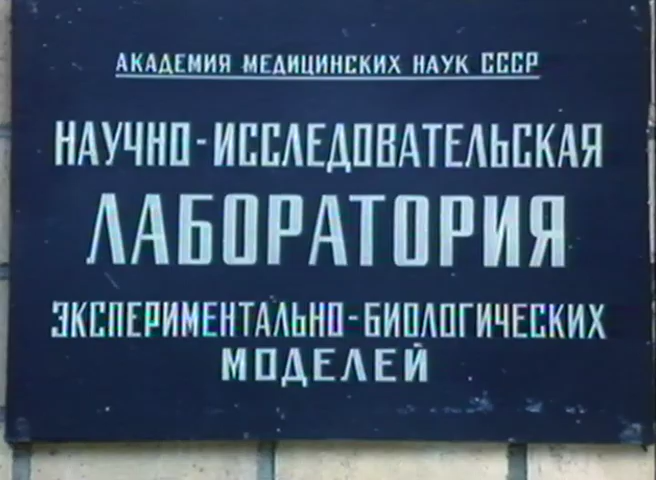 АКАДЕМИЯ МЕДИЦИНСКИХ НАУК СССР
НАУЧНО-ИССЛЕДОВАТЕЛЬСКАЯ
ЛАБОРАТОРИЯ
ЭКСПЕРИМЕНТАЛЬНО-БИОЛОГИЧЕСКИХ
МОДЕЛЕЙ